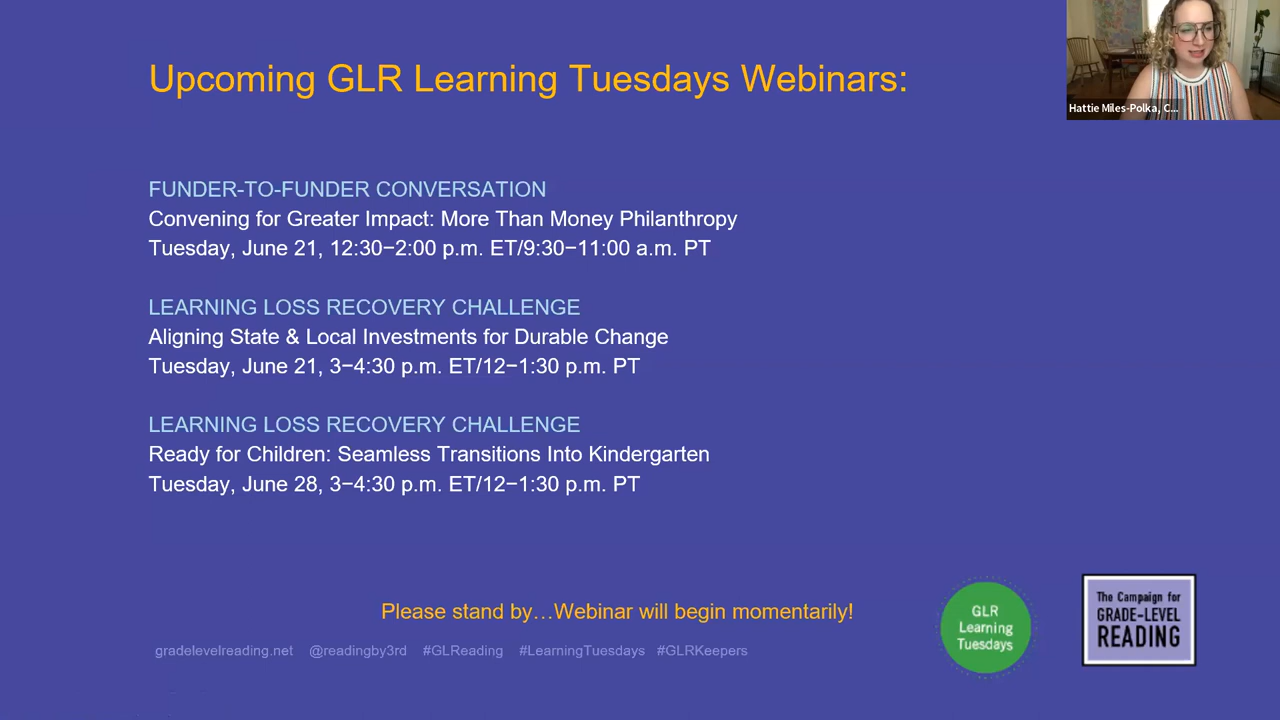 Upcoming GLR Learning Tuesdays Webinars:
Hattie Miles-Polka, C...
FUNDER-TO-FUNDER CONVERSATION
Convening for Greater Impact: More Than Money Philanthropy
Tuesday, June 21, 12:30–2:00 p.m. ET/9:30–11:00 a.m. PT
LEARNING LOSS RECOVERY CHALLENGE
Aligning State & Local Investments for Durable Change
Tuesday, June 21, 3–4:30 p.m. ET/12–1:30 p.m. PT
LEARNING LOSS RECOVERY CHALLENGE
Ready for Children: Seamless Transitions Into Kindergarten
Tuesday, June 28, 3–4:30 p.m. ET/12–1:30 p.m. PT
Please stand by…Webinar will begin momentarily!
gradelevelreading.net @readingby3rd #GLReading #LearningTuesdays #GLRKeepers
GLR
Learning
Tuesdays
The Campaign for
GRADE-LEVEL
READING